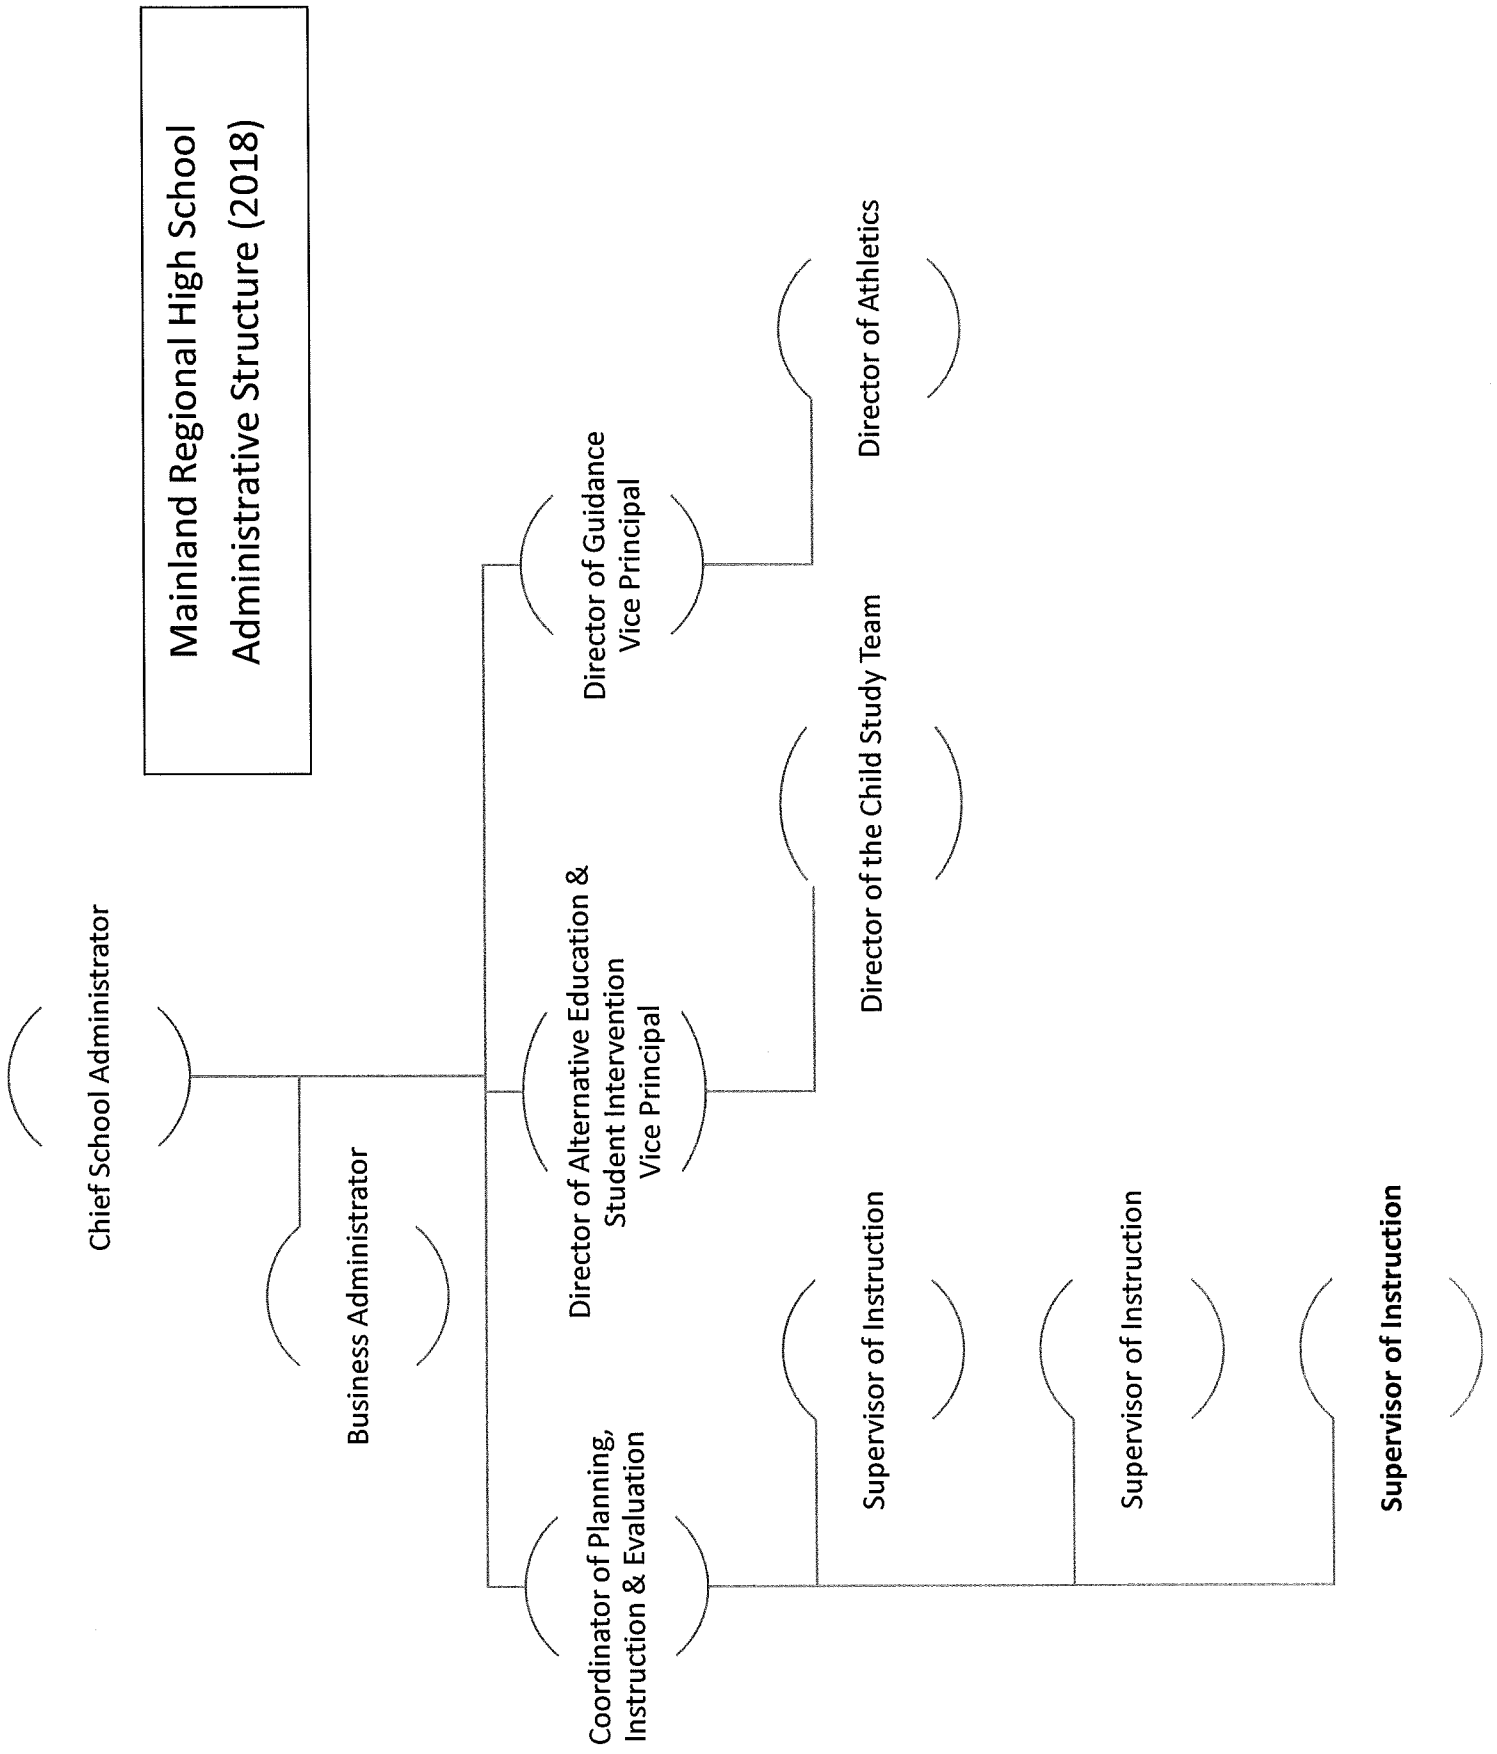 Mainland Regional High School
Administrative Structure (2018)
Chief School Administrator
Business Administrator
Coordinator of Planning,
Instruction & Evaluation
Director of Alternative Education &
Student Intervention
Vice Principal
Director of Guidance
Vice Principal
Supervisor of Instruction
Director of the Child Study Team
Director of Athletics
Supervisor of Instruction
Supervisor of Instruction